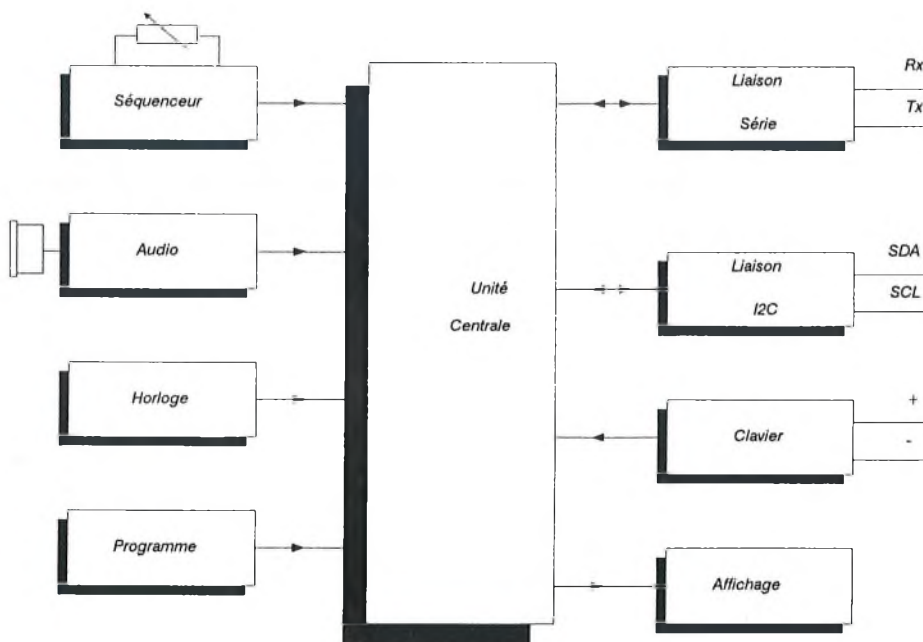 Séquenceur
Audio
Horloge
Programme
Unité
Centrale
Liaison
Série
Rx
Tx
Liaison
I2C
SDA
SCL
Clavier
+
-
Affichage